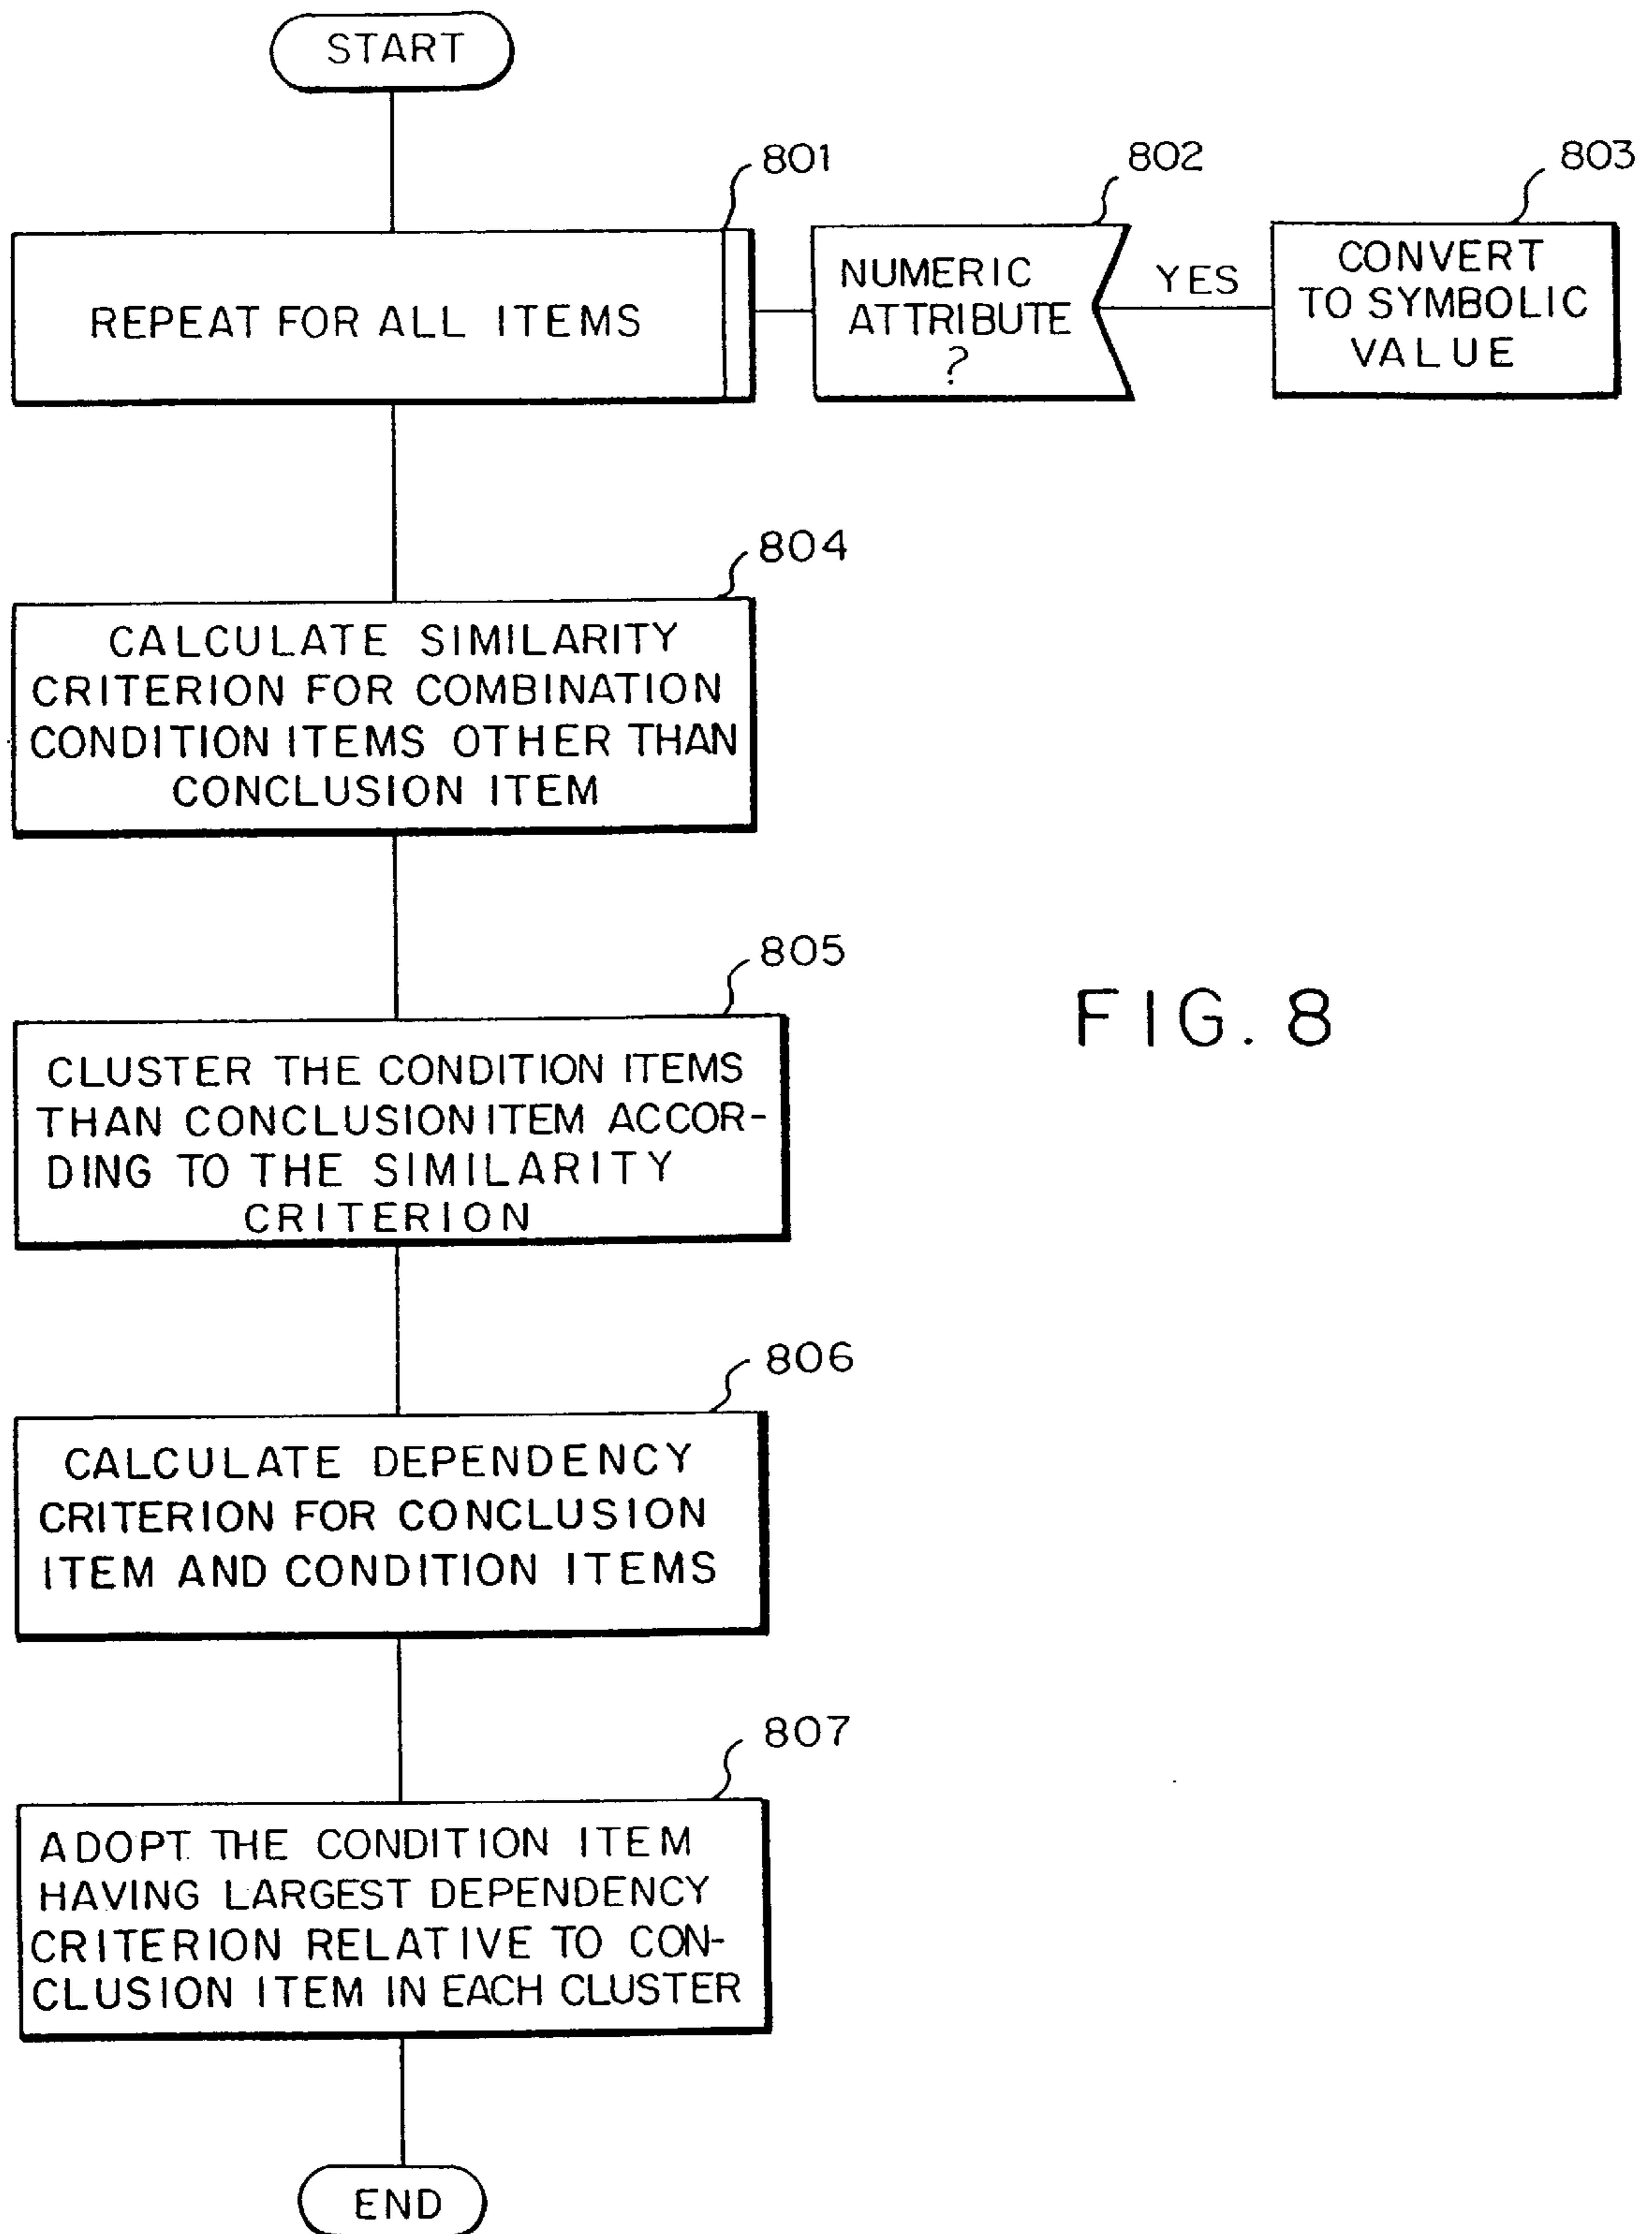 START
801
802
803
REPEAT FOR ALL ITEMS
NUMERIC
ATTRIBUTE
?
YES
CONVERT
TO SYMBOLIC
VALUE
804
CALCULATE SIMILARITY
CRITERION FOR COMBINATION
CONDITION ITEMS OTHER THAN
CONCLUSION ITEM
805
CLUSTER THE CONDITION ITEMS
THAN CONCLUSION ITEM ACCOR-
DING TO THE SIMILARITY
CRITERION
FIG. 8
806
CALCULATE DEPENDENCY
CRITERION FOR CONCLUSION
ITEM AND CONDITION ITEMS
807
ADOPT THE CONDITION ITEM
HAVING LARGEST DEPENDENCY
CRITERION RELATIVE TO CON-
CLUSION ITEM IN EACH CLUSTER
END